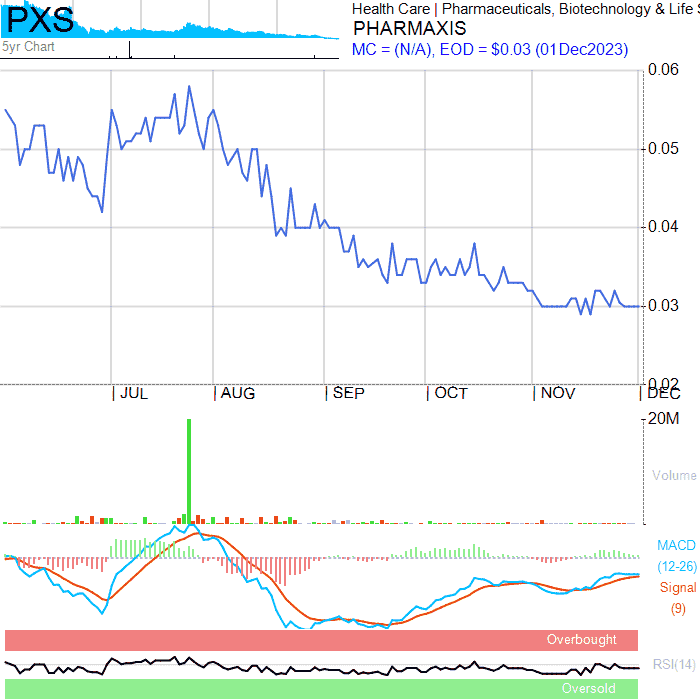 PXS
5yr Chart
Health Care | Pharmaceuticals, Biotechnology & Life S
PHARMAXIS
MC = (N/A), EOD = $0.03 (01Dec2023)
0.06
0.05
0.04
0.03
0.02
JUL AUG SEP OCT NOV DEC
20M
Volume
MACD
(12-26)
Signal
(9)
Overbought
RSI(14)
Oversold